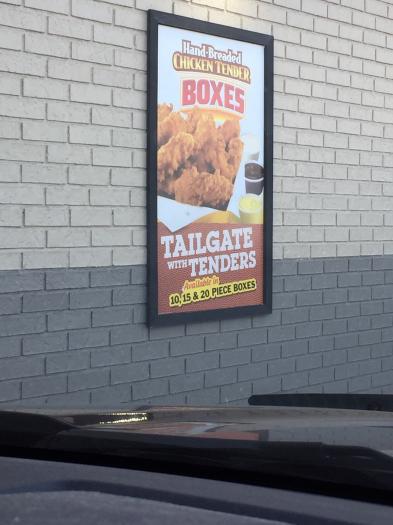 Hand-Breaded
CHICKEN TENDER
BOXES
TAILGATE
WITH TENDERS
Available in
10, 15 & 20 PIECE BOXES